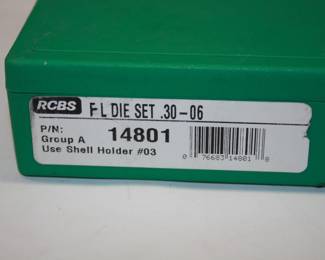 RCBS F L DIE SET .30-06
P/N: 14801
Group A
Use Shell Holder #03
0 76683 14801 8